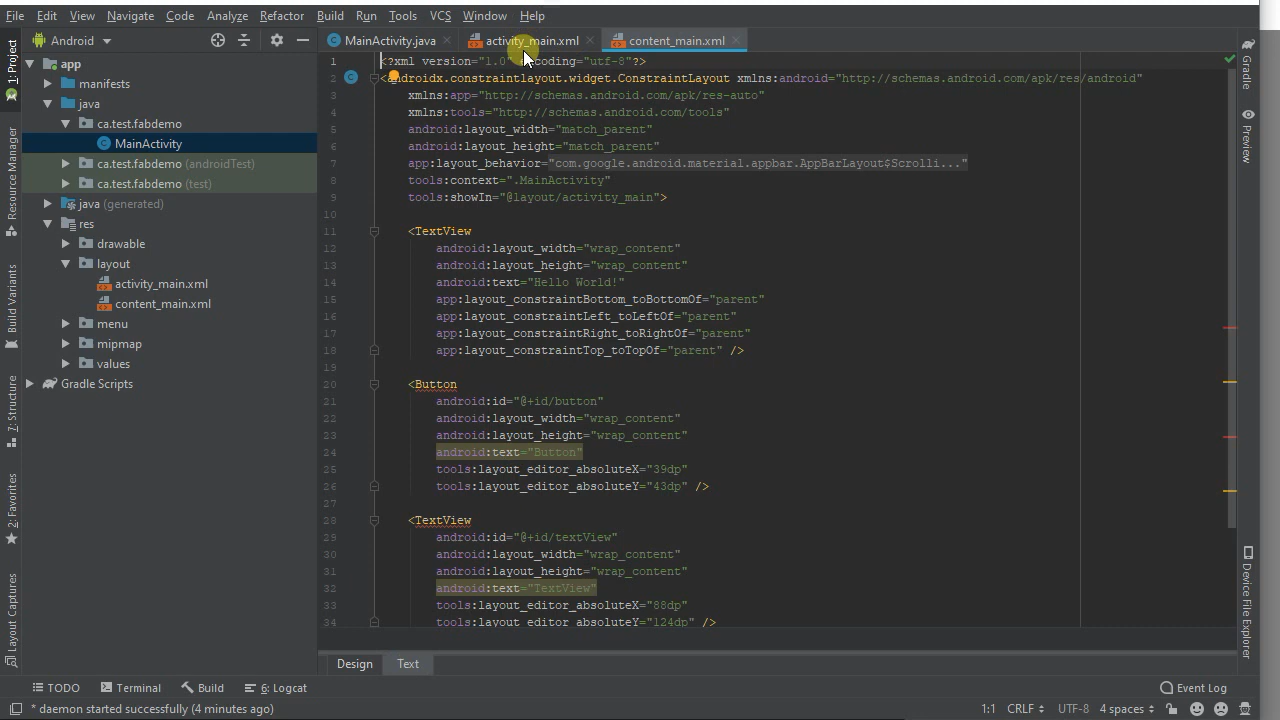 File Edit View Navigate Code Analyze Refactor Build Run Tools VCS Window Help
Android
MainActivity.java activity_main.xml content_main.xml
1: Project
Resource Manager
Build Variants
7: Structure
2: Favorites
Layout Captures
app
manifests
java
ca.test.fabdemo
MainActivity
ca.test.fabdemo (androidTest)
ca.test.fabdemo (test)
java (generated)
res
drawable
layout
activity_main.xml
content_main.xml
menu
mipmap
values
Gradle Scripts
1 <?xml version="1.0" encoding="utf-8"?>
2 <androidx.constraintlayout.widget.ConstraintLayout xmlns:android="http://schemas.android.com/apk/res/android"
3 xmlns:app="http://schemas.android.com/apk/res-auto"
4 xmlns:tools="http://schemas.android.com/tools"
5 android:layout_width="match_parent"
6 android:layout_height="match_parent"
7 app:layout_behavior="com.google.android.material.appbar.AppBarLayout$Scrolli..."
8 tools:context=".MainActivity"
9 tools:showIn="@layout/activity_main">
10
11 <TextView
12 android:layout_width="wrap_content"
13 android:layout_height="wrap_content"
14 android:text="Hello World!"
15 app:layout_constraintBottom_toBottomOf="parent"
16 app:layout_constraintLeft_toLeftOf="parent"
17 app:layout_constraintRight_toRightOf="parent"
18 app:layout_constraintTop_toTopOf="parent" />
19
20 <Button
21 android:id="@+id/button"
22 android:layout_width="wrap_content"
23 android:layout_height="wrap_content"
24 android:text="Button"
25 tools:layout_editor_absoluteX="39dp"
26 tools:layout_editor_absoluteY="43dp" />
27
28 <TextView
29 android:id="@+id/textView"
30 android:layout_width="wrap_content"
31 android:layout_height="wrap_content"
32 android:text="TextView"
33 tools:layout_editor_absoluteX="88dp"
34 tools:layout_editor_absoluteY="124dp" />
Gradle
Preview
Device File Explorer
Design Text
TODO Terminal Build 6: Logcat Event Log
* daemon started successfully (4 minutes ago) 1:1 CRLF UTF-8 4 spaces